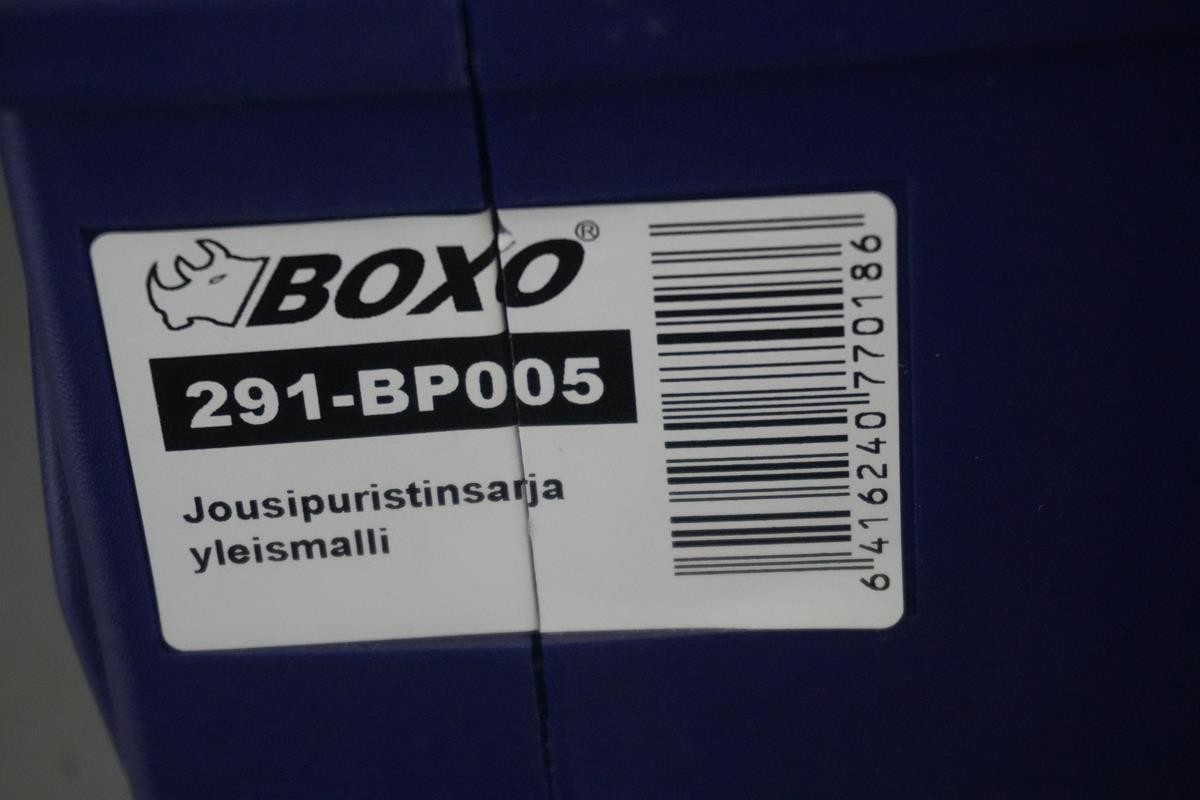 BOXO®
291-BP005
Jousipuristinsarja
yleismalli
6416240770186